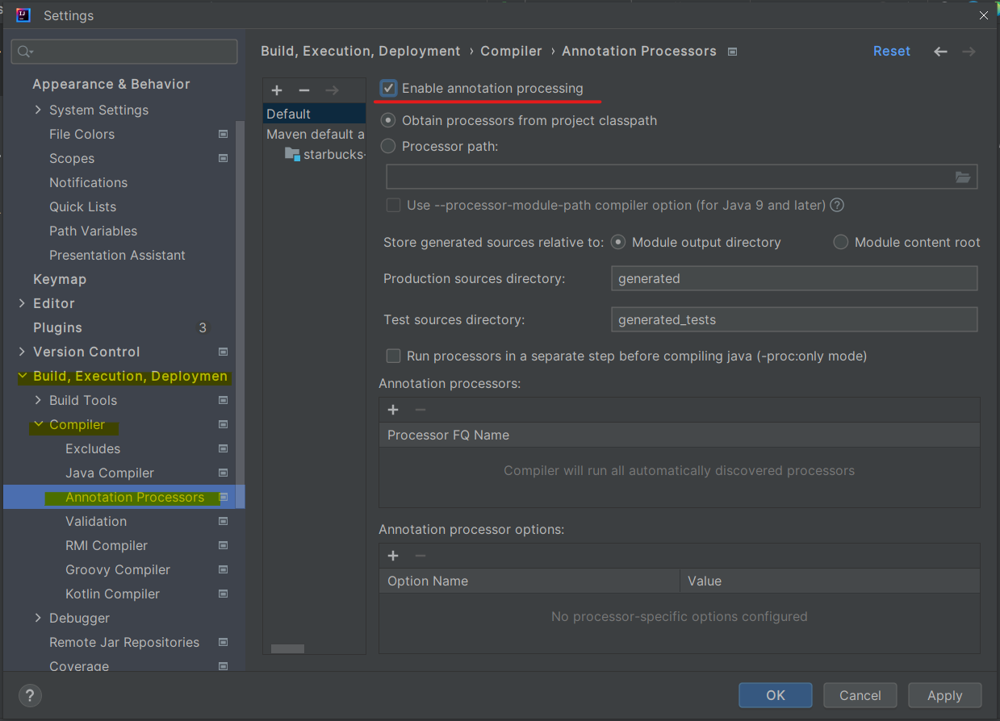 Settings
Build, Execution, Deployment › Compiler › Annotation Processors
Reset
Appearance & Behavior
System Settings
File Colors
Scopes
Notifications
Quick Lists
Path Variables
Presentation Assistant
Keymap
Editor
Plugins 3
Version Control
Build, Execution, Deploymen
Build Tools
Compiler
Excludes
Java Compiler
Annotation Processors
Validation
RMI Compiler
Groovy Compiler
Kotlin Compiler
Debugger
Remote Jar Repositories
Coverage
Default
Maven default a
starbucks-
Enable annotation processing
Obtain processors from project classpath
Processor path:
Use --processor-module-path compiler option (for Java 9 and later) ?
Store generated sources relative to: Module output directory Module content root
Production sources directory: generated
Test sources directory: generated_tests
Run processors in a separate step before compiling java (-proc:only mode)
Annotation processors:
Processor FQ Name
Compiler will run all automatically discovered processors
Annotation processor options:
Option Name Value
No processor-specific options configured
? OK Cancel Apply